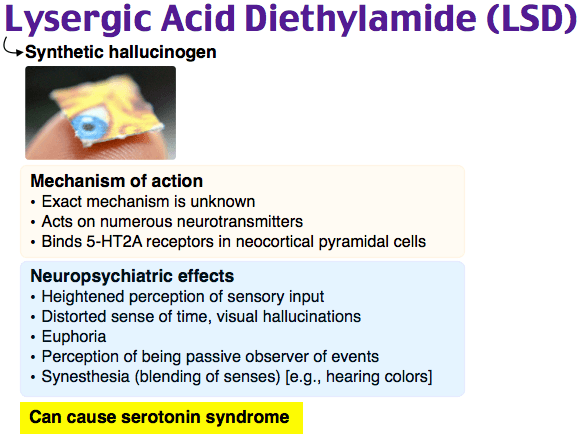 Lysergic Acid Diethylamide (LSD)
Synthetic hallucinogen
Mechanism of action
• Exact mechanism is unknown
• Acts on numerous neurotransmitters
• Binds 5-HT2A receptors in neocortical pyramidal cells
Neuropsychiatric effects
• Heightened perception of sensory input
• Distorted sense of time, visual hallucinations
• Euphoria
• Perception of being passive observer of events
• Synesthesia (blending of senses) [e.g., hearing colors]
Can cause serotonin syndrome